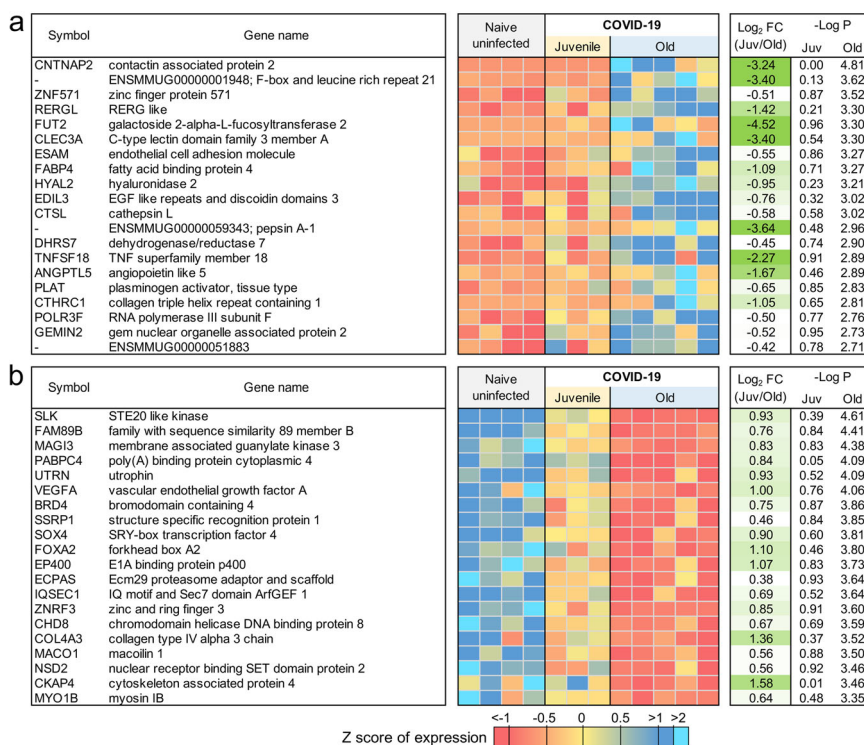 a
Symbol Gene name Naive uninfected COVID-19 Juvenile Old Log2 FC (Juv/Old) -Log P Juv Old
CNTNAP2 contactin associated protein 2 -3.24 0.00 4.81
- ENSMMUG00000001948; F-box and leucine rich repeat 21 -3.40 0.13 3.62
ZNF571 zinc finger protein 571 -0.51 0.87 3.52
RERGL RERG like -1.42 0.21 3.30
FUT2 galactoside 2-alpha-L-fucosyltransferase 2 -4.52 0.96 3.30
CLEC3A C-type lectin domain family 3 member A -3.40 0.54 3.30
ESAM endothelial cell adhesion molecule -0.55 0.86 3.27
FABP4 fatty acid binding protein 4 -1.09 0.71 3.27
HYAL2 hyaluronidase 2 -0.95 0.23 3.21
EDIL3 EGF like repeats and discoidin domains 3 -0.76 0.32 3.02
CTSL cathepsin L -0.58 0.58 3.02
- ENSMMUG00000059343; pepsin A-1 -3.64 0.48 2.96
DHRS7 dehydrogenase/reductase 7 -0.45 0.74 2.90
TNFSF18 TNF superfamily member 18 -2.27 0.91 2.89
ANGPTL5 angiopoietin like 5 -1.67 0.46 2.89
PLAT plasminogen activator, tissue type -0.65 0.85 2.83
CTHRC1 collagen triple helix repeat containing 1 -1.05 0.65 2.81
POLR3F RNA polymerase III subunit F -0.50 0.77 2.76
GEMIN2 gem nuclear organelle associated protein 2 -0.52 0.95 2.73
- ENSMMUG00000051883 -0.42 0.78 2.71
b
Symbol Gene name Naive uninfected COVID-19 Juvenile Old Log2 FC (Juv/Old) -Log P Juv Old
SLK STE20 like kinase 0.93 0.39 4.61
FAM89B family with sequence similarity 89 member B 0.76 0.84 4.41
MAGI3 membrane associated guanylate kinase 3 0.83 0.83 4.38
PABPC4 poly(A) binding protein cytoplasmic 4 0.84 0.05 4.09
UTRN utrophin 0.93 0.52 4.09
VEGFA vascular endothelial growth factor A 1.00 0.76 4.06
BRD4 bromodomain containing 4 0.75 0.87 3.86
SSRP1 structure specific recognition protein 1 0.46 0.84 3.85
SOX4 SRY-box transcription factor 4 0.90 0.60 3.81
FOXA2 forkhead box A2 1.10 0.46 3.80
EP400 E1A binding protein p400 1.07 0.83 3.73
ECPAS Ecm29 proteasome adaptor and scaffold 0.38 0.93 3.64
IQSEC1 IQ motif and Sec7 domain ArfGEF 1 0.69 0.52 3.64
ZNRF3 zinc and ring finger 3 0.85 0.91 3.60
CHD8 chromodomain helicase DNA binding protein 8 0.67 0.69 3.59
COL4A3 collagen type IV alpha 3 chain 1.36 0.37 3.52
MACO1 macoilin 1 0.56 0.88 3.50
NSD2 nuclear receptor binding SET domain protein 2 0.56 0.92 3.46
CKAP4 cytoskeleton associated protein 4 1.58 0.01 3.46
MYO1B myosin IB 0.64 0.48 3.35
<-1 -0.5 0 0.5 >1 >2
Z score of expression